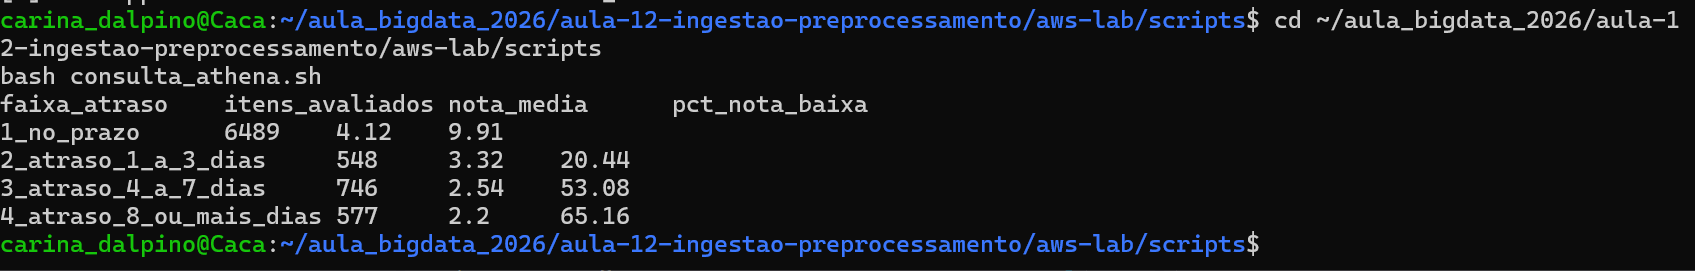 carina_dalpino@Caca:~/aula_bigdata_2026/aula-12-ingestao-preprocessamento/aws-lab/scripts$ cd ~/aula_bigdata_2026/aula-1
2-ingestao-preprocessamento/aws-lab/scripts
bash consulta_athena.sh
faixa_atraso    itens_avaliados nota_media      pct_nota_baixa
1_no_prazo      6489    4.12    9.91
2_atraso_1_a_3_dias     548     3.32    20.44
3_atraso_4_a_7_dias     746     2.54    53.08
4_atraso_8_ou_mais_dias 577     2.2     65.16
carina_dalpino@Caca:~/aula_bigdata_2026/aula-12-ingestao-preprocessamento/aws-lab/scripts$